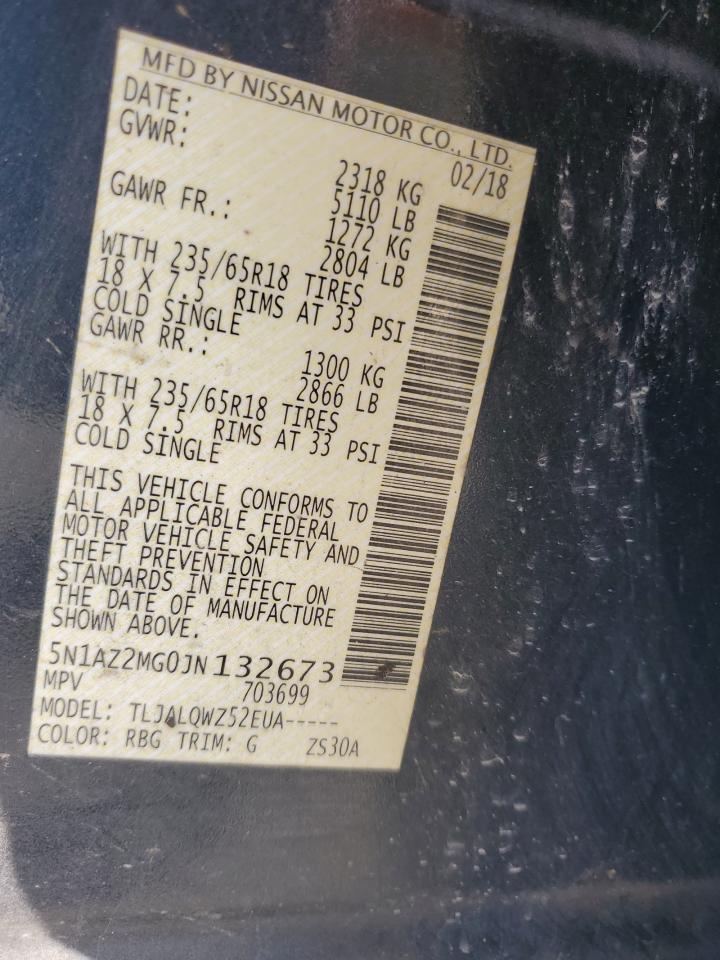 MFD BY NISSAN MOTOR CO., LTD.
DATE: 02/18
GVWR: 2318 KG
5110 LB
GAWR FR.: 1272 KG
2804 LB
WITH 235/65R18 TIRES
18 X 7.5 RIMS AT 33 PSI
COLD SINGLE
GAWR RR.: 1300 KG
2866 LB
WITH 235/65R18 TIRES
18 X 7.5 RIMS AT 33 PSI
COLD SINGLE
THIS VEHICLE CONFORMS TO
ALL APPLICABLE FEDERAL
MOTOR VEHICLE SAFETY AND
THEFT PREVENTION
STANDARDS IN EFFECT ON
THE DATE OF MANUFACTURE
SHOWN ABOVE.
5N1AZ2MG0JN132673
MPV 703699
MODEL: TLJALQWZ52EUA-----
COLOR: RBG TRIM: G ZS30A